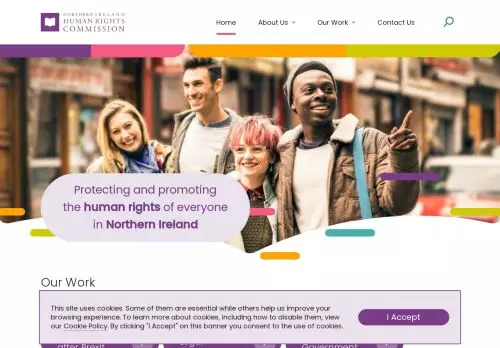 NORTHERN IRELAND
HUMAN RIGHTS
COMMISSION
Home
About Us
Our Work
Contact Us
Protecting and promoting
the human rights of everyone
in Northern Ireland
Our Work
This site uses cookies. Some of them are essential while others help us improve your
browsing experience. To learn more about cookies, including how to disable them, view
our Cookie Policy. By clicking "I Accept" on this banner you consent to the use of cookies.
I Accept
after Brexit
Government